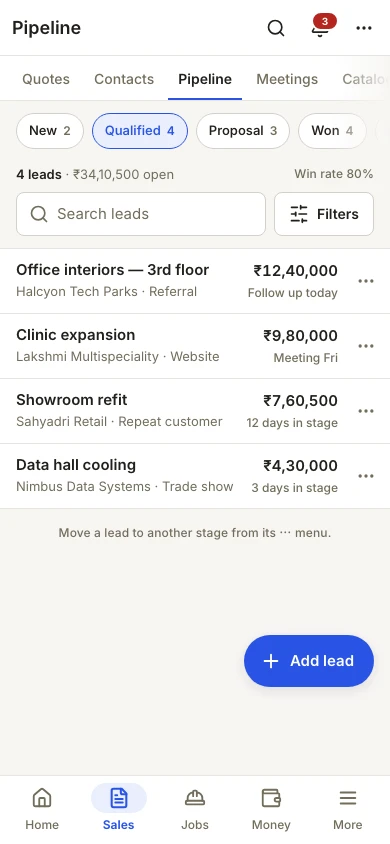 Pipeline
3
Quotes Contacts Pipeline Meetings Catalo
New 2 Qualified 4 Proposal 3 Won 4
4 leads · ₹34,10,500 open Win rate 80%
Search leads Filters
Office interiors — 3rd floor ₹12,40,000
Halcyon Tech Parks · Referral Follow up today
Clinic expansion ₹9,80,000
Lakshmi Multispeciality · Website Meeting Fri
Showroom refit ₹7,60,500
Sahyadri Retail · Repeat customer 12 days in stage
Data hall cooling ₹4,30,000
Nimbus Data Systems · Trade show 3 days in stage
Move a lead to another stage from its ··· menu.
Add lead
Home Sales Jobs Money More